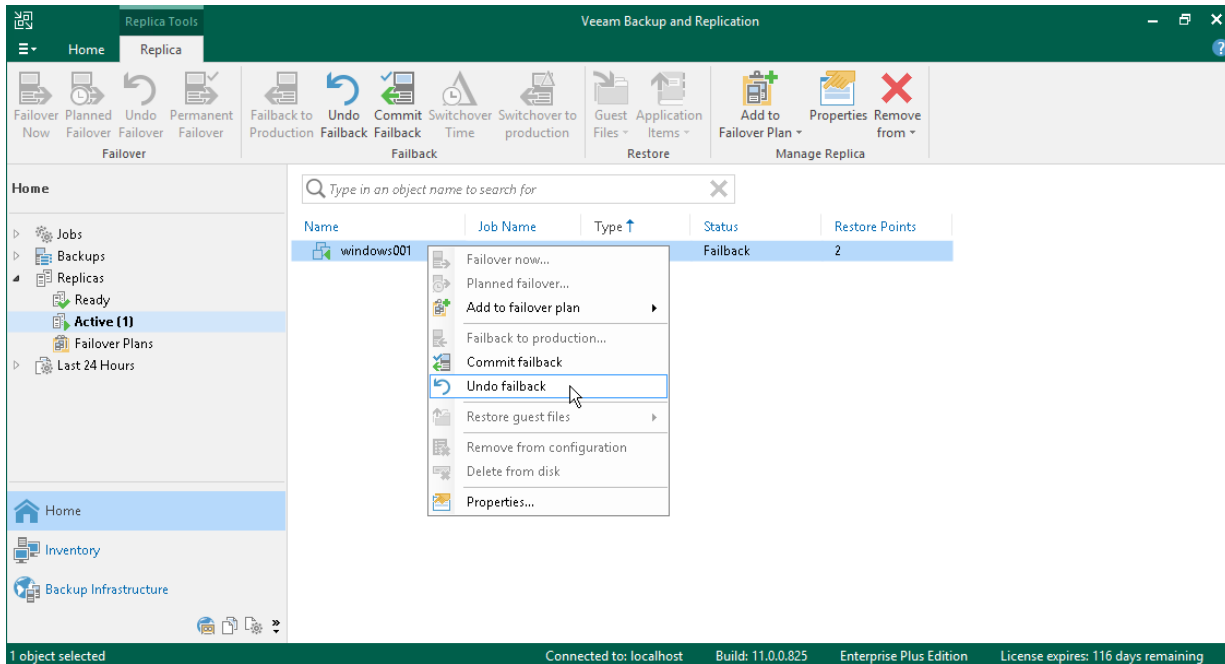 Replica Tools
Veeam Backup and Replication
Home
Replica
Failover Now
Planned Failover
Undo Failover
Permanent Failover
Failback to Production
Undo Failback
Commit Failback
Switchover Time
Switchover to production
Guest Files
Application Items
Add to Failover Plan
Properties
Remove from
Failover
Failback
Restore
Manage Replica
Home
Type in an object name to search for
Jobs
Backups
Replicas
Ready
Active (1)
Failover Plans
Last 24 Hours
Name
Job Name
Type
Status
Restore Points
windows001
Failback
2
Failover now...
Planned failover...
Add to failover plan
Failback to production...
Commit failback
Undo failback
Restore guest files
Remove from configuration
Delete from disk
Properties...
Home
Inventory
Backup Infrastructure
1 object selected
Connected to: localhost
Build: 11.0.0.825
Enterprise Plus Edition
License expires: 116 days remaining